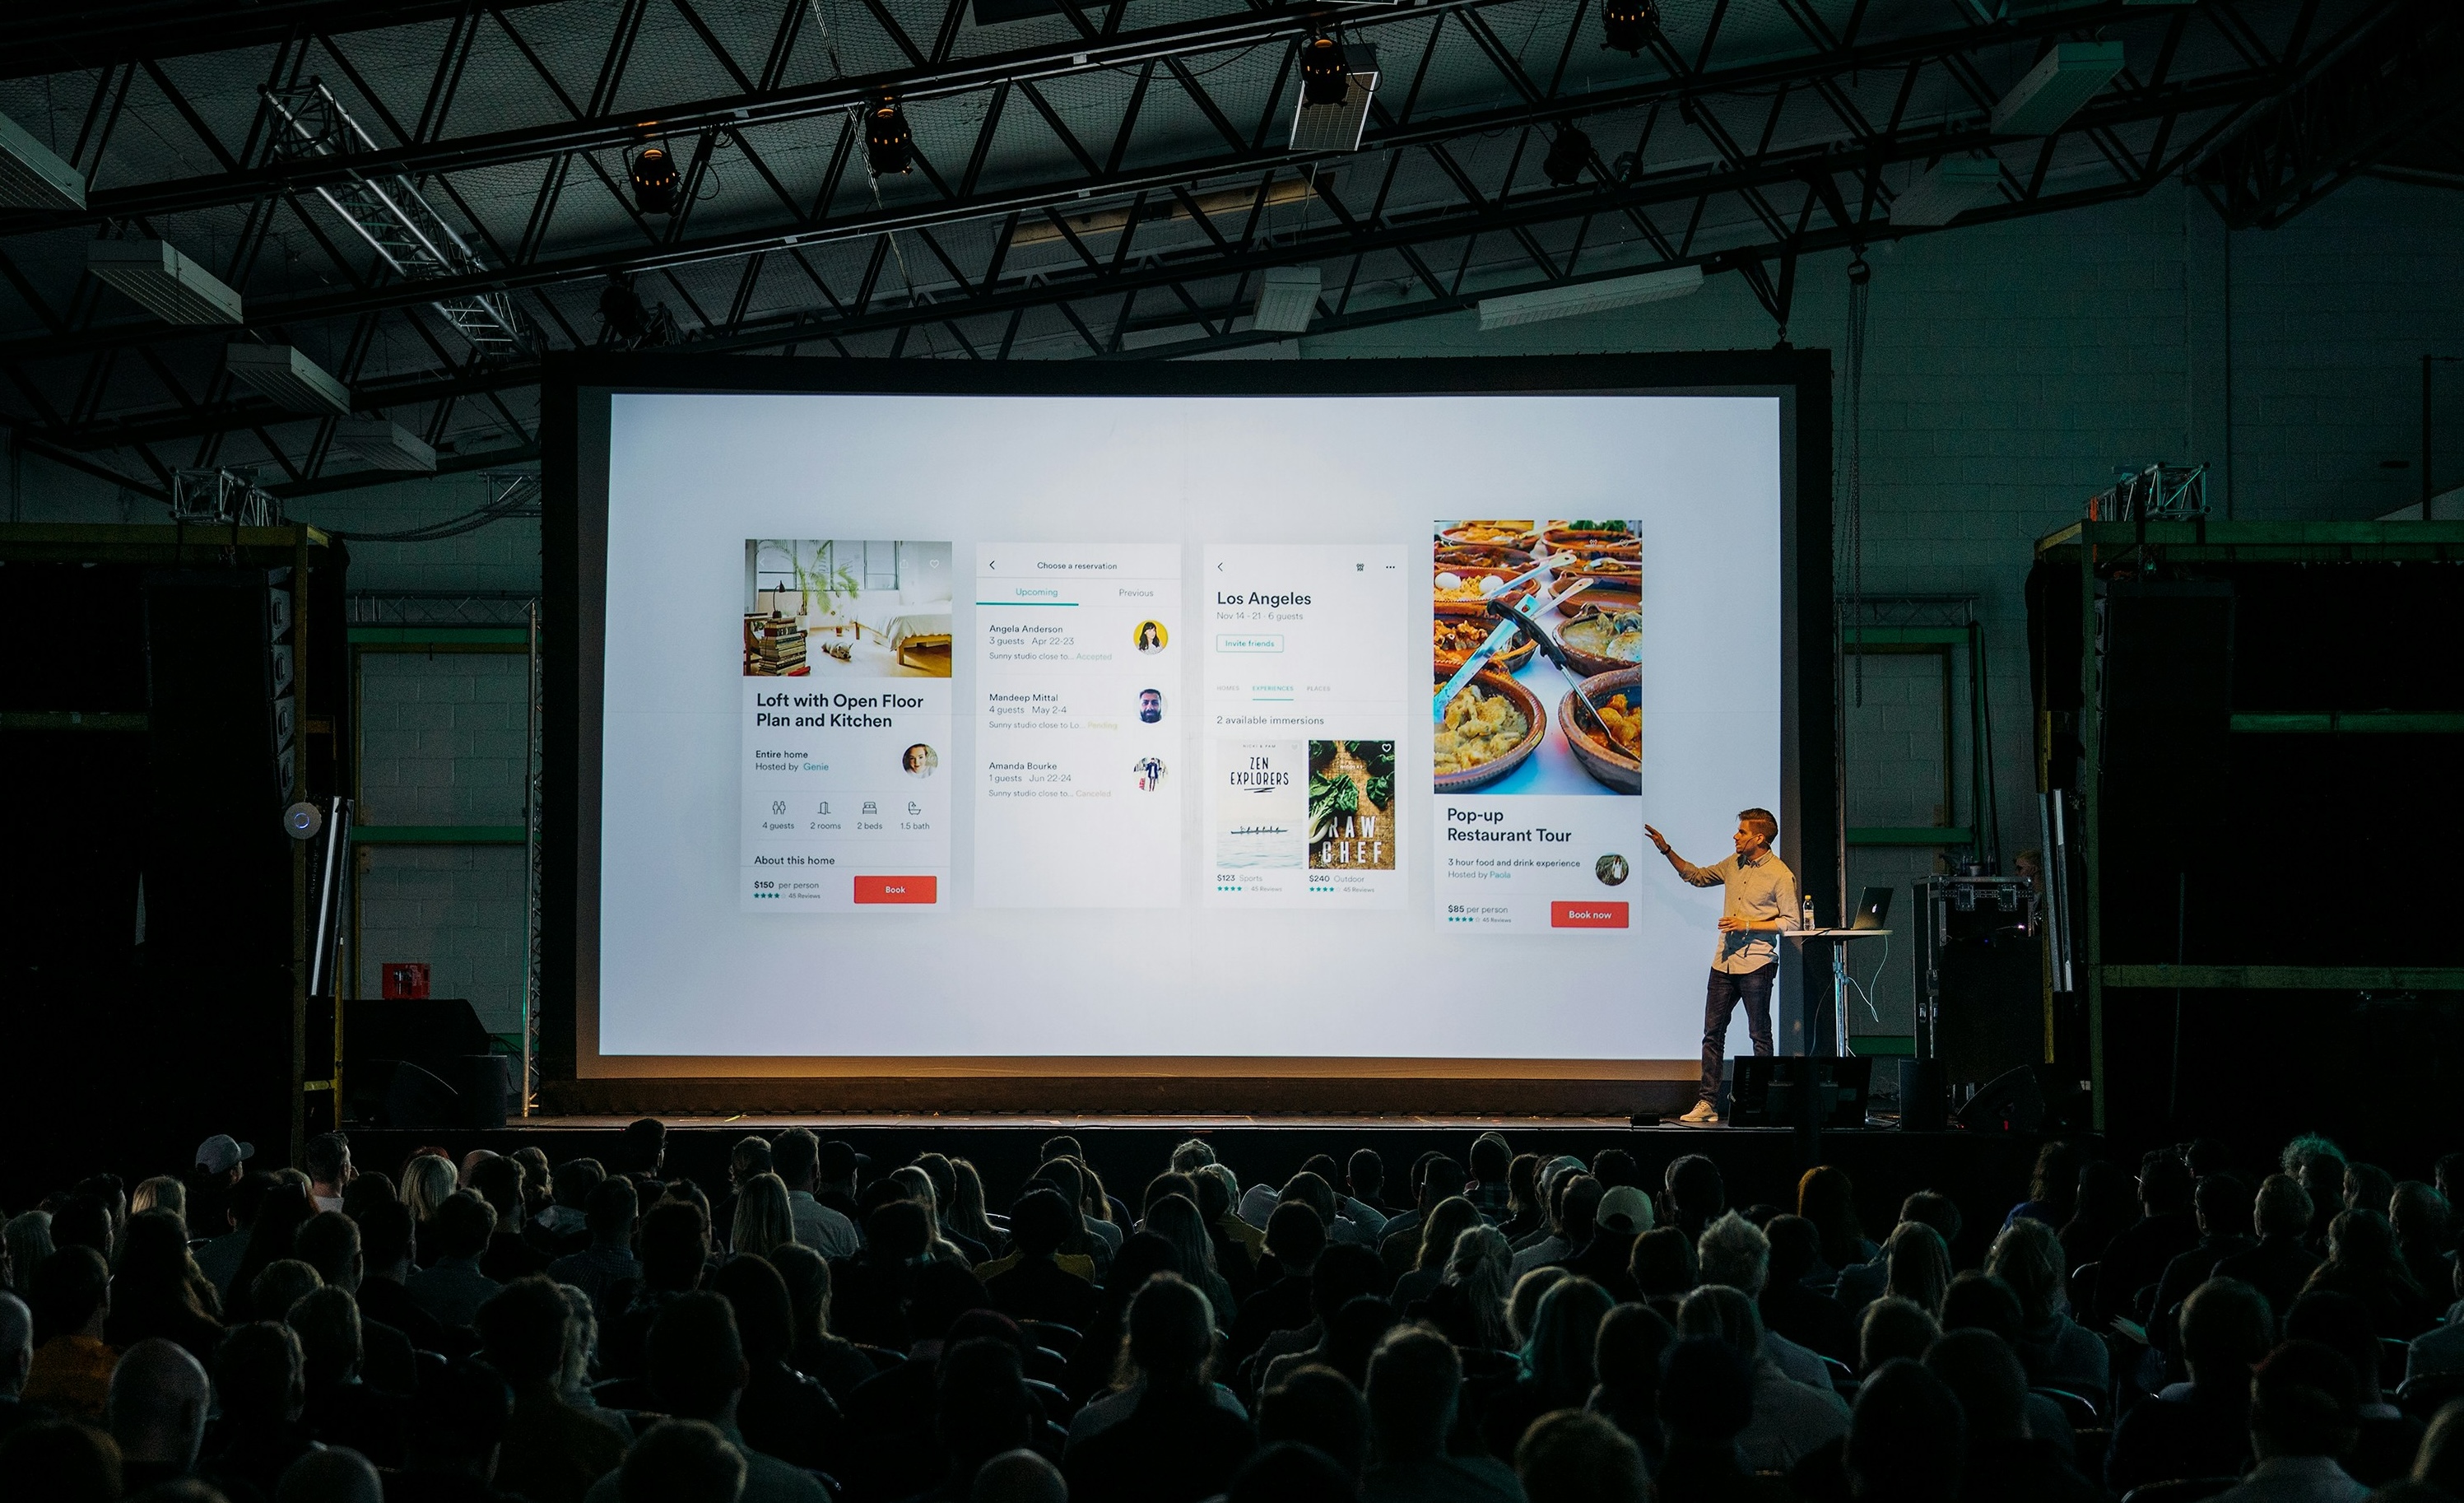 Loft with Open Floor
Plan and Kitchen
Entire home
Hosted by Genie
4 guests 2 rooms 2 beds 1.5 bath
About this home
$150 per person
45 Reviews
Book
Choose a reservation
Upcoming Previous
Angela Anderson
3 guests Apr 22-23
Sunny studio close to... Accepted
Mandeep Mittal
4 guests May 2-4
Sunny studio close to Lo... Pending
Amanda Bourke
1 guests Jun 22-24
Sunny studio close to... Canceled
Los Angeles
Nov 14 - 21 · 6 guests
Invite friends
HOMES EXPERIENCES PLACES
2 available immersions
ZEN
EXPLORERS
$123 Sports
45 Reviews
RAW
CHEF
$240 Outdoor
45 Reviews
Pop-up
Restaurant Tour
3 hour food and drink experience
Hosted by Paola
$85 per person
45 Reviews
Book now